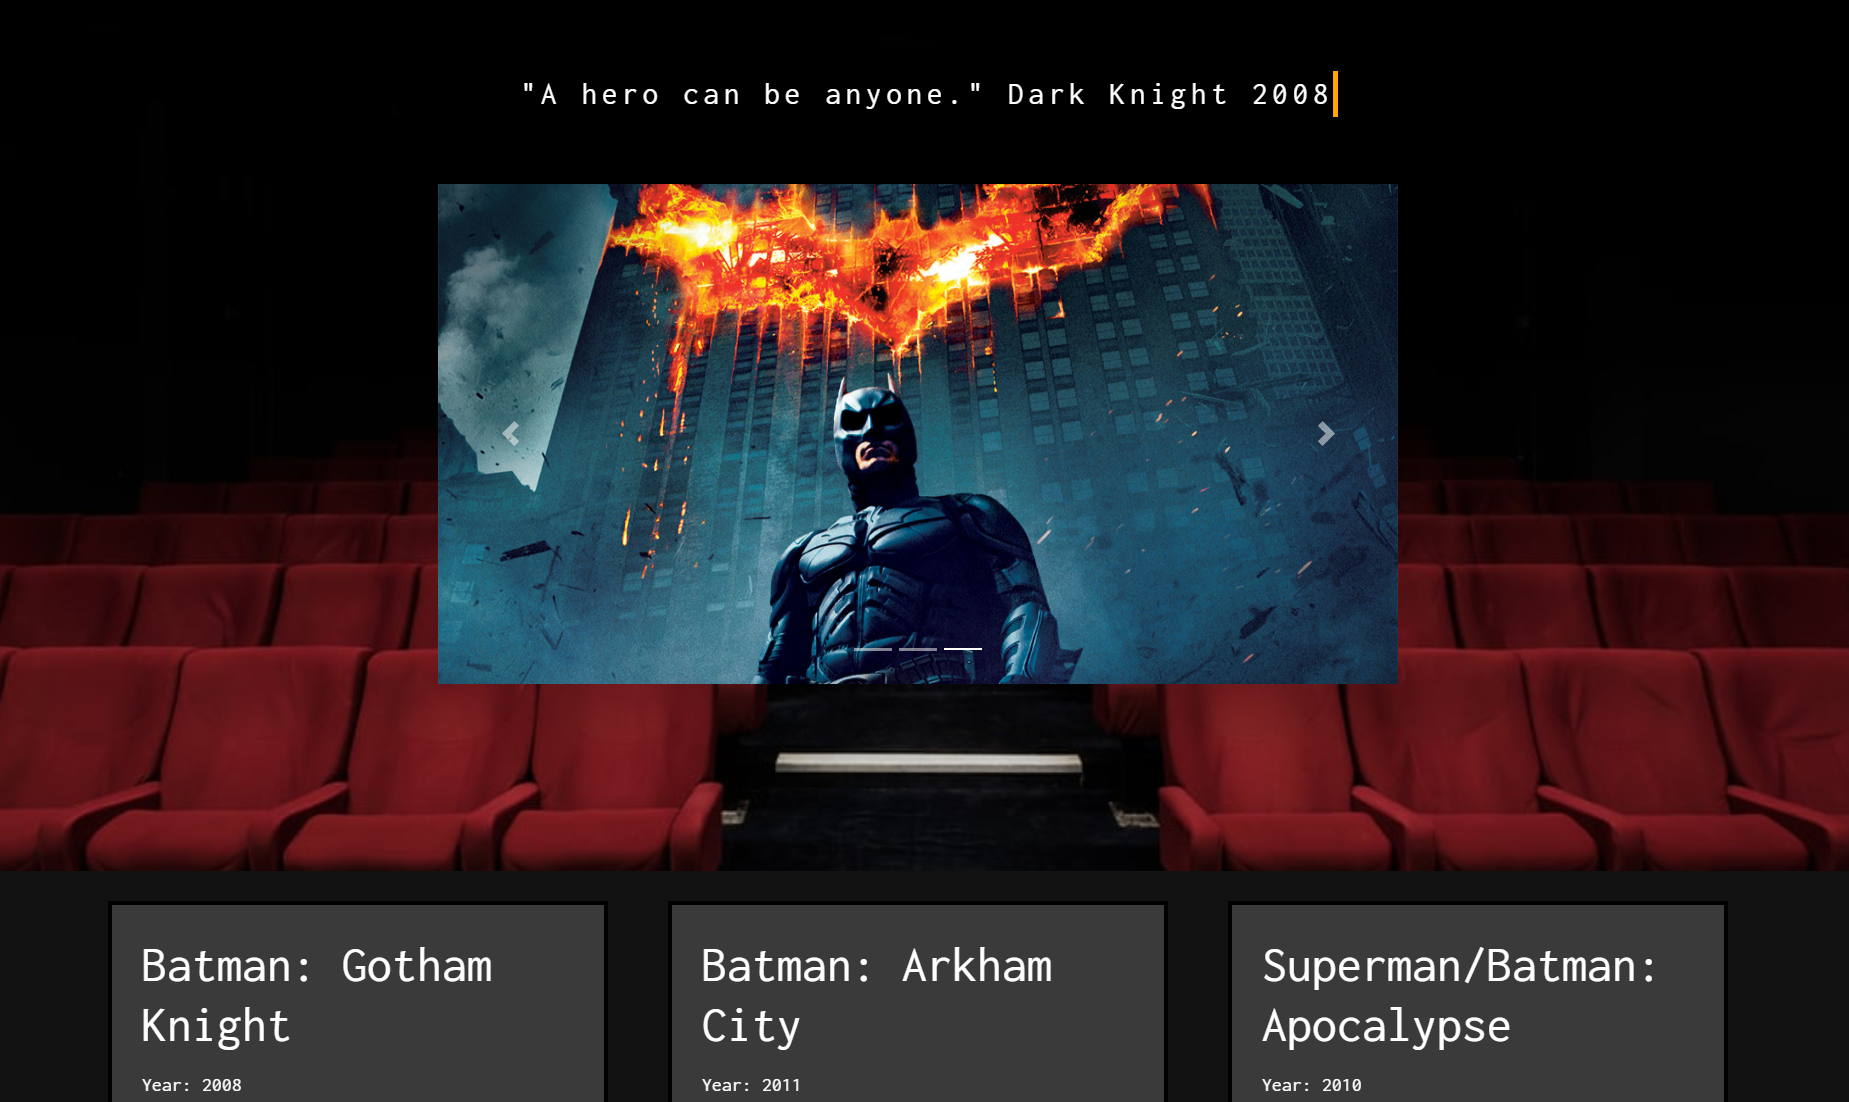 "A hero can be anyone." Dark Knight 2008
Batman: Gotham
Knight
Year: 2008
Batman: Arkham
City
Year: 2011
Superman/Batman:
Apocalypse
Year: 2010